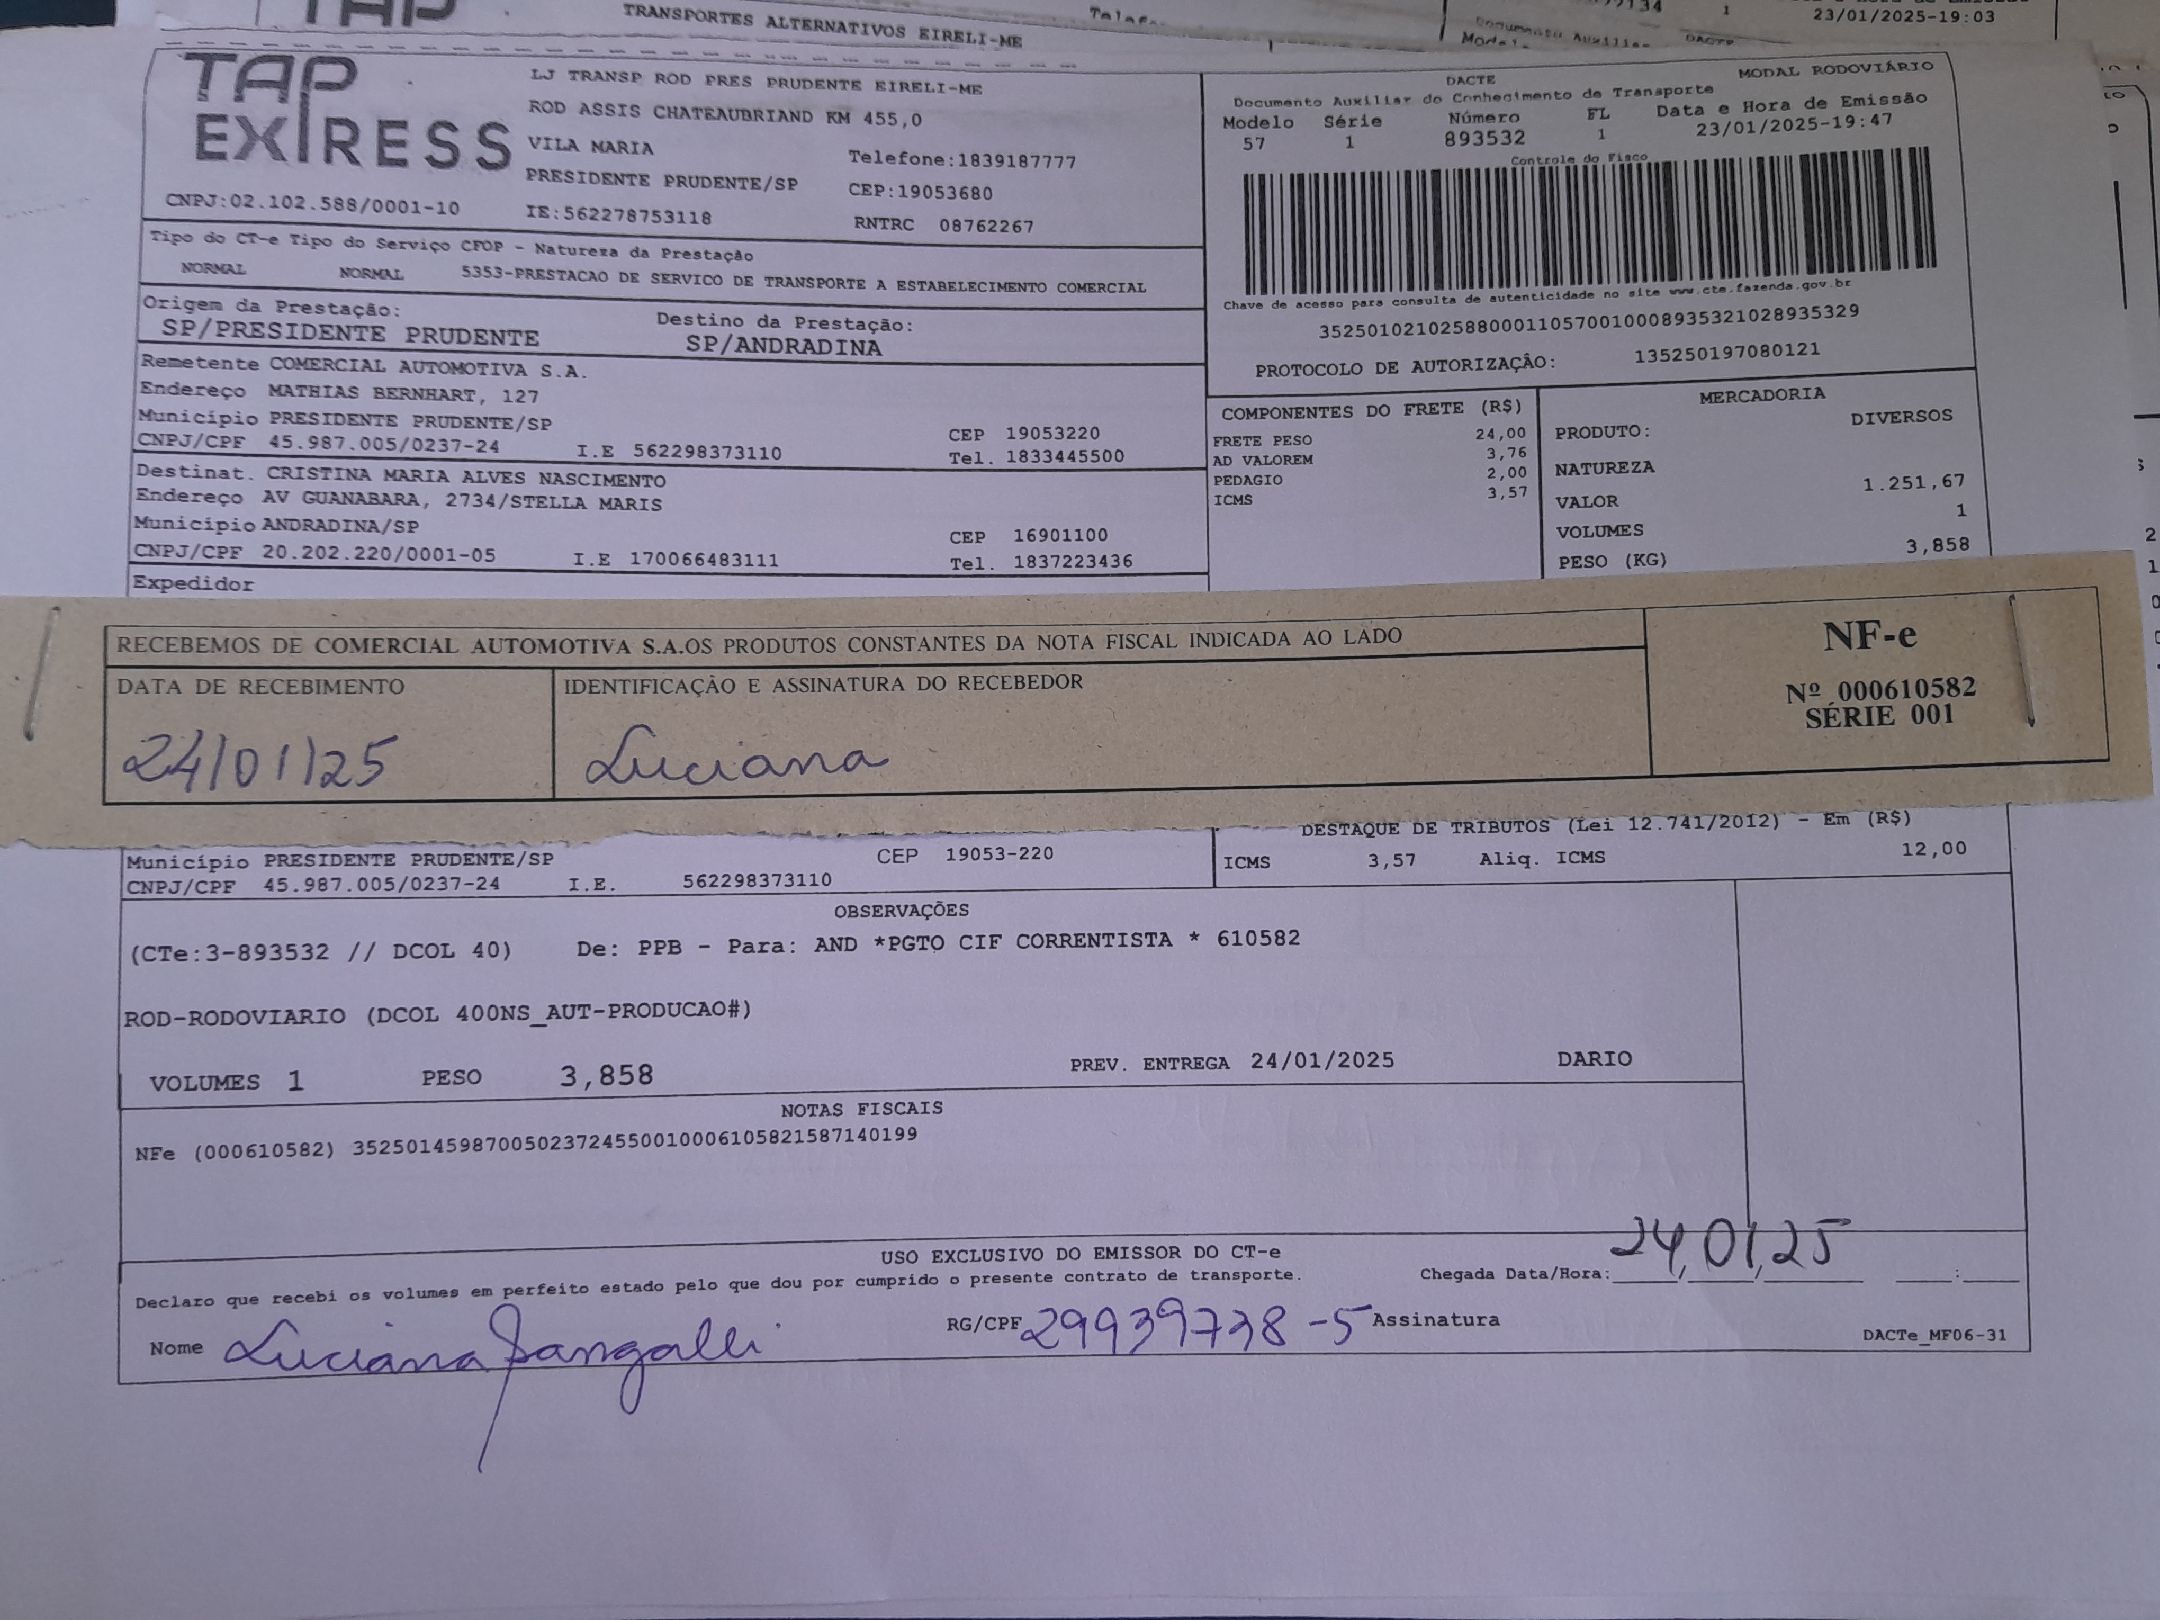 TRANSPORTES ALTERNATIVOS EIRELI-ME
1 23/01/2025-19:03
TAP EXPRESS
LJ TRANSP ROD PRES PRUDENTE EIRELI-ME
ROD ASSIS CHATEAUBRIAND KM 455,0
VILA MARIA Telefone:1839187777
PRESIDENTE PRUDENTE/SP CEP:19053680
CNPJ:02.102.588/0001-10 IE:562278753118 RNTRC 08762267
DACTE MODAL RODOVIÁRIO
Documento Auxiliar do Conhecimento de Transporte
Modelo Série Número FL Data e Hora de Emissão
57 1 893532 1 23/01/2025-19:47
Controle do Fisco
Chave de acesso para consulta de autenticidade no site www.cte.fazenda.gov.br
35250102102588000110570010008935321028935329
PROTOCOLO DE AUTORIZAÇÃO: 135250197080121
Tipo do CT-e Tipo do Serviço CFOP - Natureza da Prestação
NORMAL NORMAL 5353-PRESTACAO DE SERVICO DE TRANSPORTE A ESTABELECIMENTO COMERCIAL
Origem da Prestação: Destino da Prestação:
SP/PRESIDENTE PRUDENTE SP/ANDRADINA
Remetente COMERCIAL AUTOMOTIVA S.A.
Endereço MATHIAS BERNHART, 127
Município PRESIDENTE PRUDENTE/SP CEP 19053220
CNPJ/CPF 45.987.005/0237-24 I.E 562298373110 Tel. 1833445500
Destinat. CRISTINA MARIA ALVES NASCIMENTO
Endereço AV GUANABARA, 2734/STELLA MARIS
Município ANDRADINA/SP CEP 16901100
CNPJ/CPF 20.202.220/0001-05 I.E 170066483111 Tel. 1837223436
Expedidor
COMPONENTES DO FRETE (R$)
FRETE PESO 24,00
AD VALOREM 3,76
PEDAGIO 2,00
ICMS 3,57
MERCADORIA
PRODUTO: DIVERSOS
NATUREZA
VALOR 1.251,67
VOLUMES 1
PESO (KG) 3,858
RECEBEMOS DE COMERCIAL AUTOMOTIVA S.A.OS PRODUTOS CONSTANTES DA NOTA FISCAL INDICADA AO LADO
DATA DE RECEBIMENTO IDENTIFICAÇÃO E ASSINATURA DO RECEBEDOR
24/01/25 Luciana
NF-e
Nº 000610582
SÉRIE 001
Município PRESIDENTE PRUDENTE/SP CEP 19053-220
CNPJ/CPF 45.987.005/0237-24 I.E. 562298373110
DESTAQUE DE TRIBUTOS (Lei 12.741/2012) - Em (R$)
ICMS 3,57 Aliq. ICMS 12,00
OBSERVAÇÕES
(CTe:3-893532 // DCOL 40) De: PPB - Para: AND *PGTO CIF CORRENTISTA * 610582
ROD-RODOVIARIO (DCOL 400NS_AUT-PRODUCAO#)
VOLUMES 1 PESO 3,858 PREV. ENTREGA 24/01/2025 DARIO
NOTAS FISCAIS
NFe (000610582) 35250145987005023724550010006105821587140199
USO EXCLUSIVO DO EMISSOR DO CT-e
Declaro que recebi os volumes em perfeito estado pelo que dou por cumprido o presente contrato de transporte. Chegada Data/Hora: 24/01/25 :
Nome Luciana Sangalli RG/CPF 29939738-5 Assinatura
DACTe_MF06-31